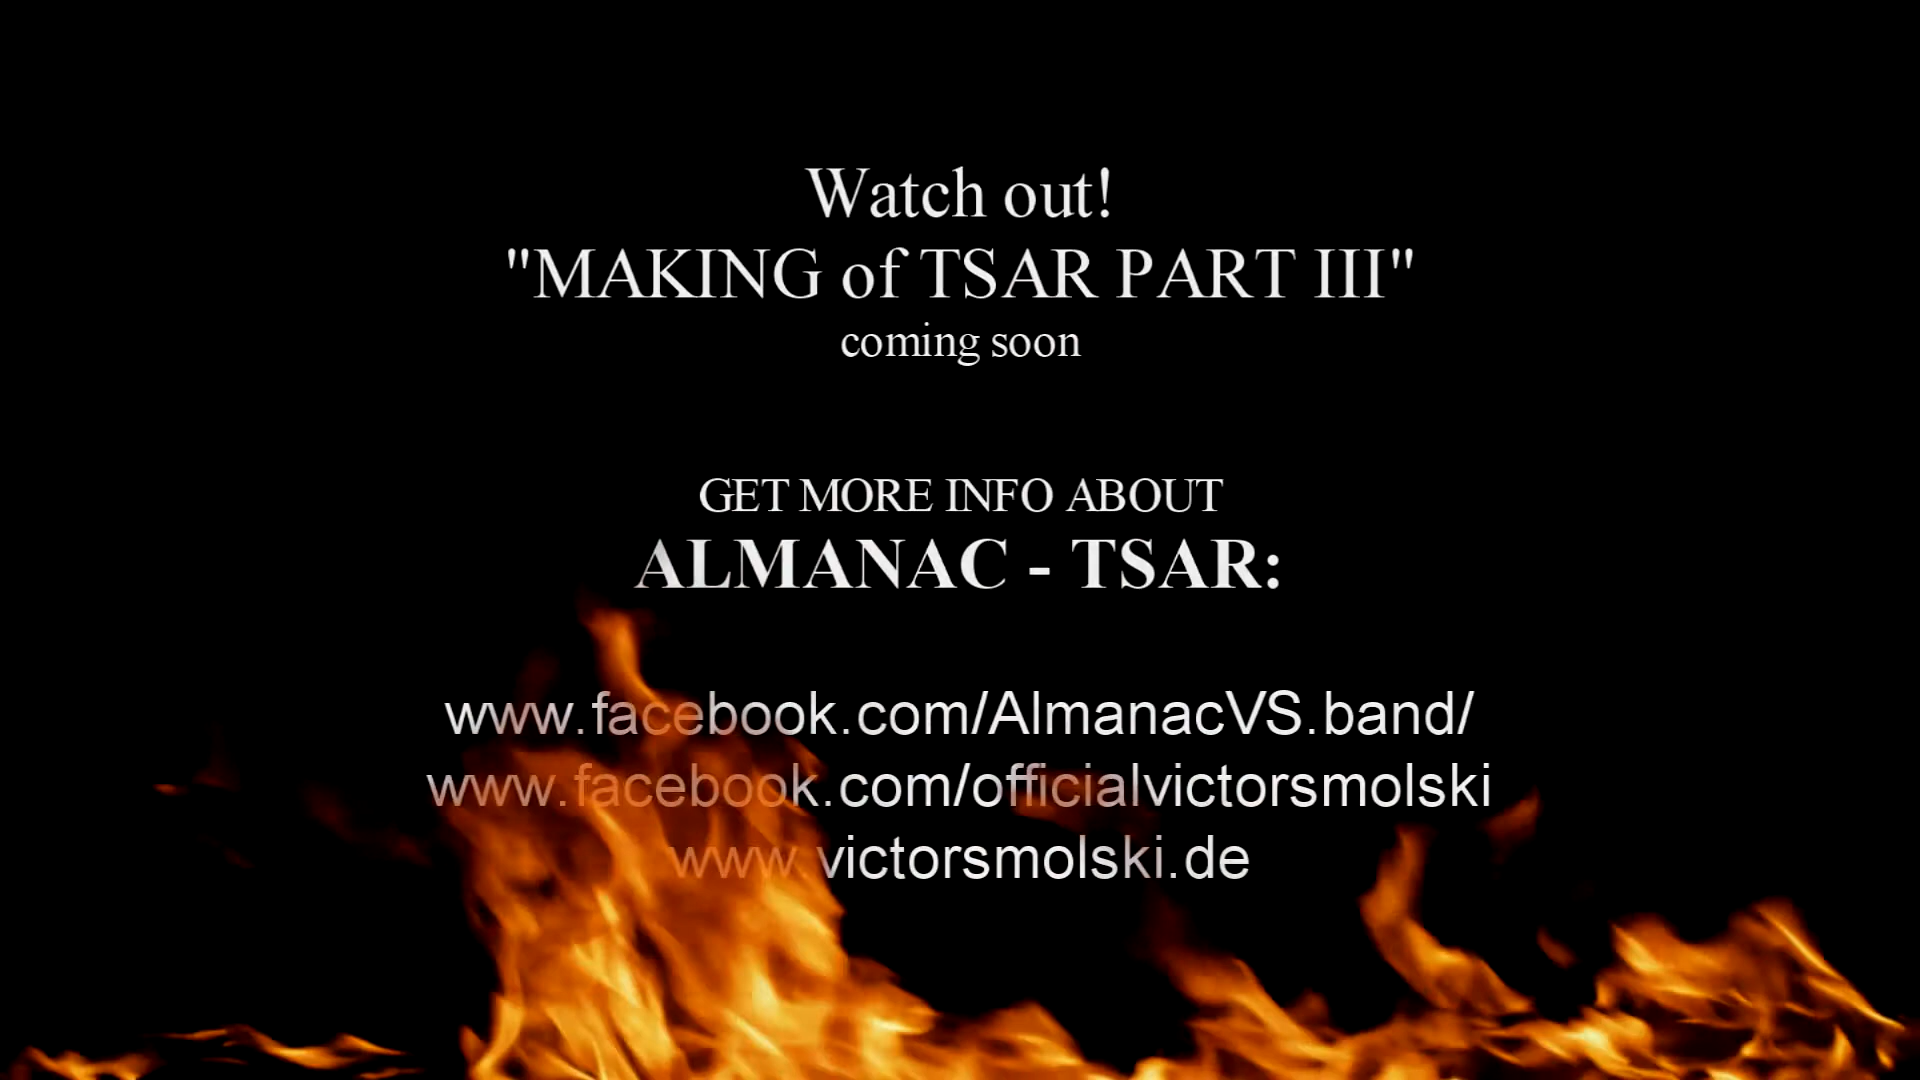 Watch out!
"MAKING of TSAR PART III"
coming soon
GET MORE INFO ABOUT
ALMANAC - TSAR:
www.facebook.com/AlmanacVS.band/
www.facebook.com/officialvictorsmolski
www.victorsmolski.de